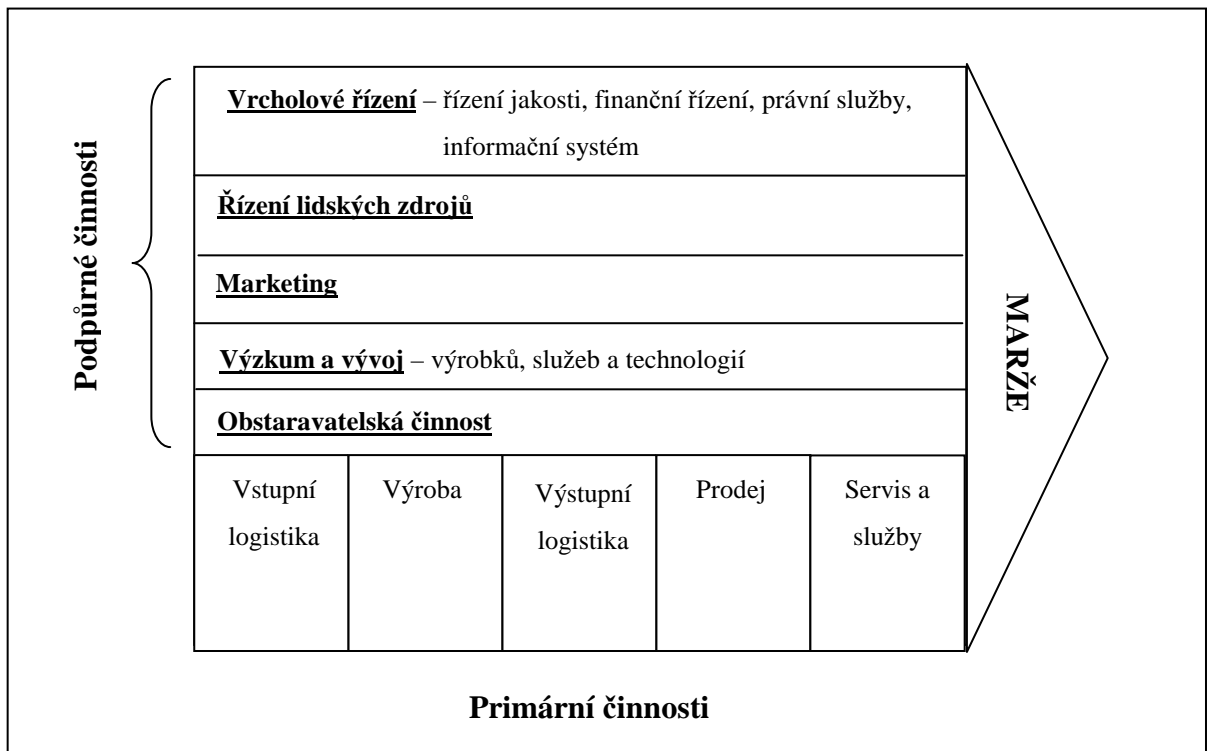 Podpůrné činnosti
Vrcholové řízení – řízení jakosti, finanční řízení, právní služby,
informační systém
Řízení lidských zdrojů
Marketing
Výzkum a vývoj – výrobků, služeb a technologií
Obstaravatelská činnost
Vstupní
logistika
Výroba
Výstupní
logistika
Prodej
Servis a
služby
MARŽE
Primární činnosti